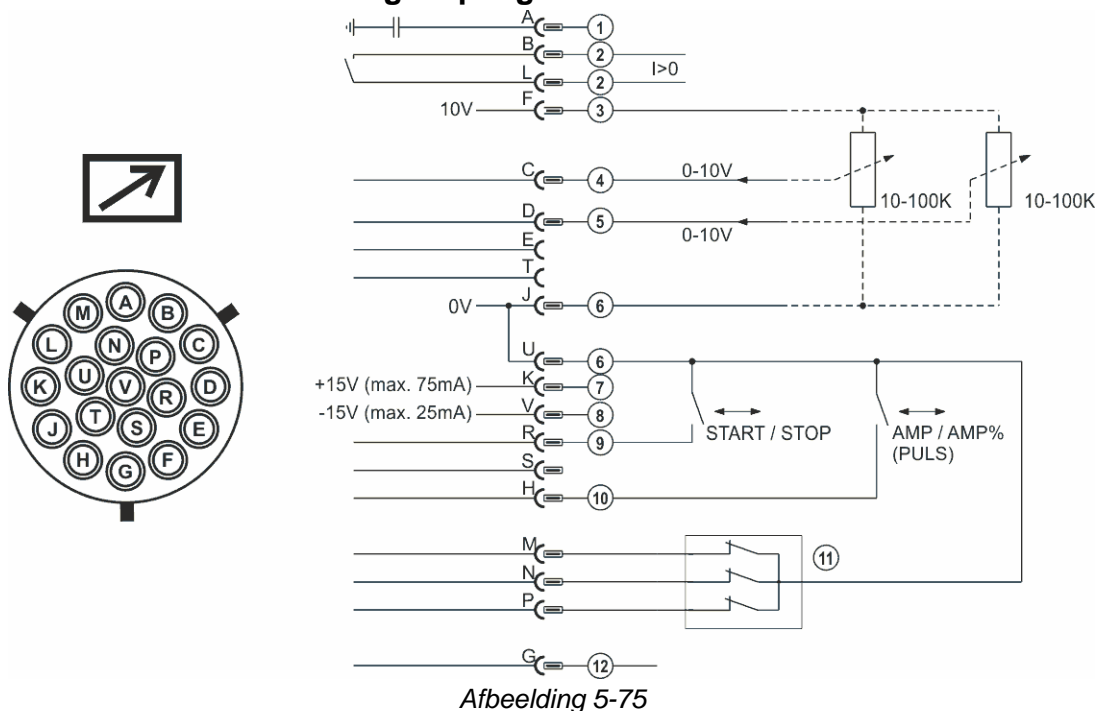 A 1
B 2
I>0
L 2
10V F 3
C 4 0-10V
10-100K 10-100K
D 5
0-10V
E
T
0V J 6
U 6
+15V (max. 75mA) K 7
-15V (max. 25mA) V 8
R 9
START / STOP
AMP / AMP%
(PULS)
S
H 10
M
11
N
P
G 12
A
M B
L N P C
K U V R D
J T S E
H G F
Afbeelding 5-75